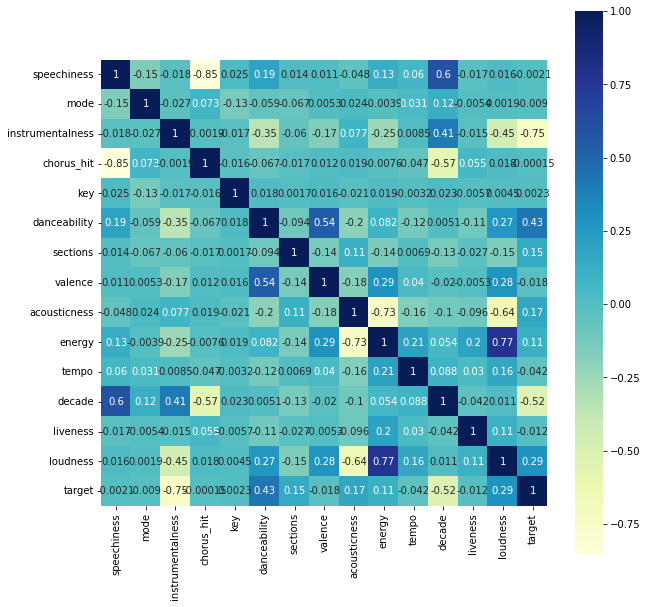 speechiness 1 -0.15 -0.018 -0.85 0.025 0.19 0.014 0.011 -0.048 0.13 0.06 0.6 -0.017 0.016 -0.0021
mode -0.15 1 -0.027 0.073 -0.13 -0.059 -0.067 0.0053 0.024 -0.0039 0.031 0.12 -0.0054 0.0019 -0.009
instrumentalness -0.018 -0.027 1 -0.0019 -0.017 -0.35 -0.06 -0.17 0.077 -0.25 0.0085 0.41 -0.015 -0.45 -0.75
chorus_hit -0.85 0.073 -0.0019 1 -0.016 -0.067 -0.017 0.012 0.019 -0.0076 -0.047 -0.57 0.055 0.018 -0.00015
key 0.025 -0.13 -0.017 -0.016 1 0.018 0.0017 0.016 -0.021 0.019 -0.0032 0.023 -0.0057 0.0045 0.0023
danceability 0.19 -0.059 -0.35 -0.067 0.018 1 -0.094 0.54 -0.2 0.082 -0.12 0.0051 -0.11 0.27 0.43
sections 0.014 -0.067 -0.06 -0.017 0.0017 -0.094 1 -0.14 0.11 -0.14 0.0069 -0.13 -0.027 -0.15 0.15
valence 0.011 0.0053 -0.17 0.012 0.016 0.54 -0.14 1 -0.18 0.29 0.04 -0.02 -0.0053 0.28 -0.018
acousticness -0.048 0.024 0.077 0.019 -0.021 -0.2 0.11 -0.18 1 -0.73 -0.16 -0.1 -0.096 -0.64 0.17
energy 0.13 -0.0039 -0.25 -0.0076 0.019 0.082 -0.14 0.29 -0.73 1 0.21 0.054 0.2 0.77 0.11
tempo 0.06 0.031 0.0085 -0.047 -0.0032 -0.12 0.0069 0.04 -0.16 0.21 1 0.088 0.03 0.16 -0.042
decade 0.6 0.12 0.41 -0.57 0.023 0.0051 -0.13 -0.02 -0.1 0.054 0.088 1 -0.042 0.011 -0.52
liveness -0.017 -0.0054 -0.015 0.055 -0.0057 -0.11 -0.027 -0.0053 -0.096 0.2 0.03 -0.042 1 0.11 -0.012
loudness 0.016 0.0019 -0.45 0.018 0.0045 0.27 -0.15 0.28 -0.64 0.77 0.16 0.011 0.11 1 0.29
target -0.0021 -0.009 -0.75 -0.00015 0.0023 0.43 0.15 -0.018 0.17 0.11 -0.042 -0.52 -0.012 0.29 1
speechiness
mode
instrumentalness
chorus_hit
key
danceability
sections
valence
acousticness
energy
tempo
decade
liveness
loudness
target
1.00
0.75
0.50
0.25
0.00
-0.25
-0.50
-0.75